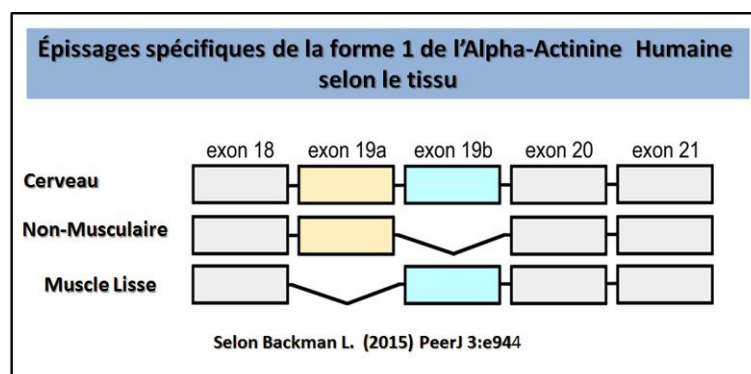 Épissages spécifiques de la forme 1 de l'Alpha-Actinine Humaine
selon le tissu
exon 18 exon 19a exon 19b exon 20 exon 21
Cerveau
Non-Musculaire
Muscle Lisse
Selon Backman L. (2015) PeerJ 3:e944